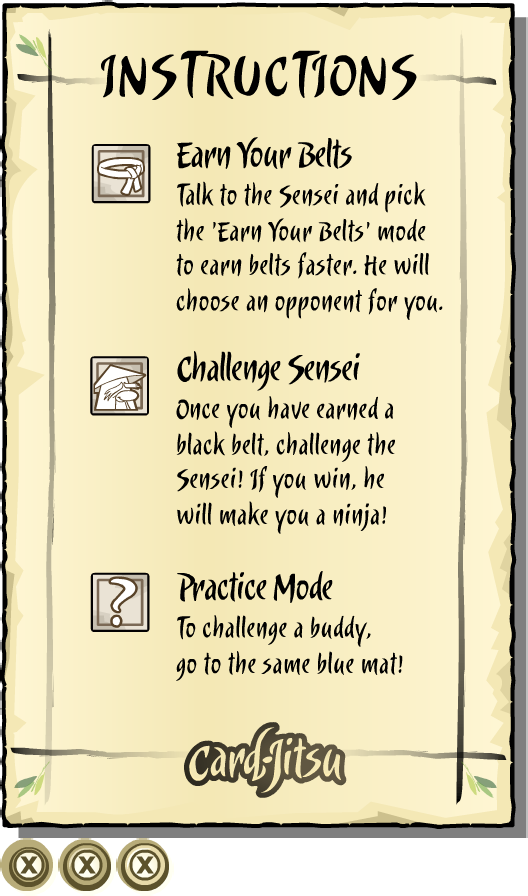 INSTRUCTIONS
Earn Your Belts
Talk to the Sensei and pick
the 'Earn Your Belts' mode
to earn belts faster. He will
choose an opponent for you.
Challenge Sensei
Once you have earned a
black belt, challenge the
Sensei! If you win, he
will make you a ninja!
?
Practice Mode
To challenge a buddy,
go to the same blue mat!
Card-Jitsu
X X X